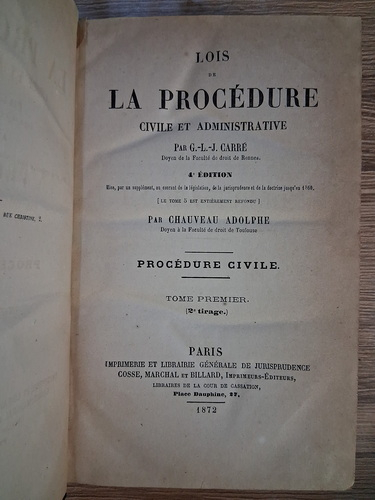 LOIS
DE
LA PROCÉDURE
CIVILE ET ADMINISTRATIVE
PAR G.-L.-J. CARRÉ
Doyen de la Faculté de droit de Rennes.
4e ÉDITION
Mise, par un supplément, au courant de la législation, de la jurisprudence et de la doctrine jusqu'en
[LE TOME 5 EST ENTIÈREMENT REFONDU]
PAR CHAUVEAU ADOLPHE
Doyen à la Faculté de droit de Toulouse
PROCÉDURE CIVILE.
TOME PREMIER.
(2e tirage.)
PARIS
IMPRIMERIE ET LIBRAIRIE GÉNÉRALE DE JURISPRUDENCE
COSSE, MARCHAL ET BILLARD, IMPRIMEURS-ÉDITEURS,
LIBRAIRES DE LA COUR DE CASSATION,
Place Dauphine, 27.
1872